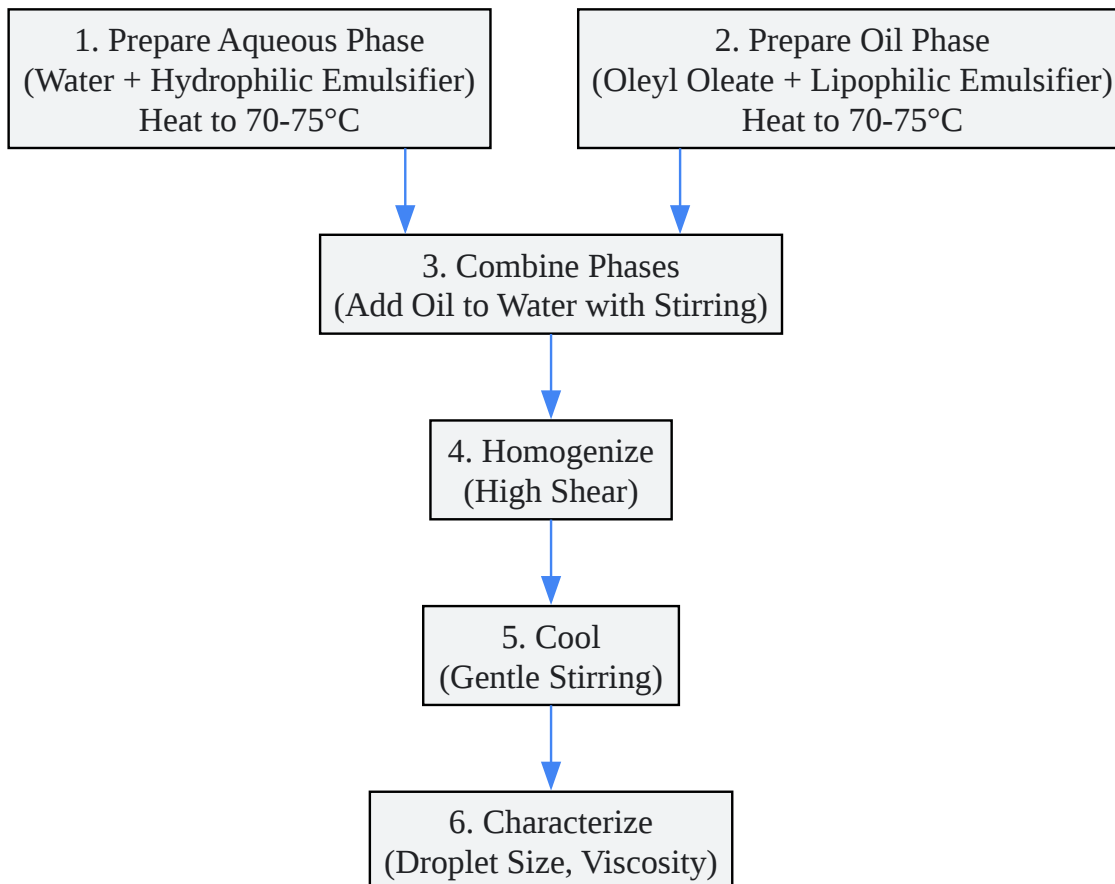 1. Prepare Aqueous Phase
(Water + Hydrophilic Emulsifier)
Heat to 70-75°C
2. Prepare Oil Phase
(Oleyl Oleate + Lipophilic Emulsifier)
Heat to 70-75°C
3. Combine Phases
(Add Oil to Water with Stirring)
4. Homogenize
(High Shear)
5. Cool
(Gentle Stirring)
6. Characterize
(Droplet Size, Viscosity)